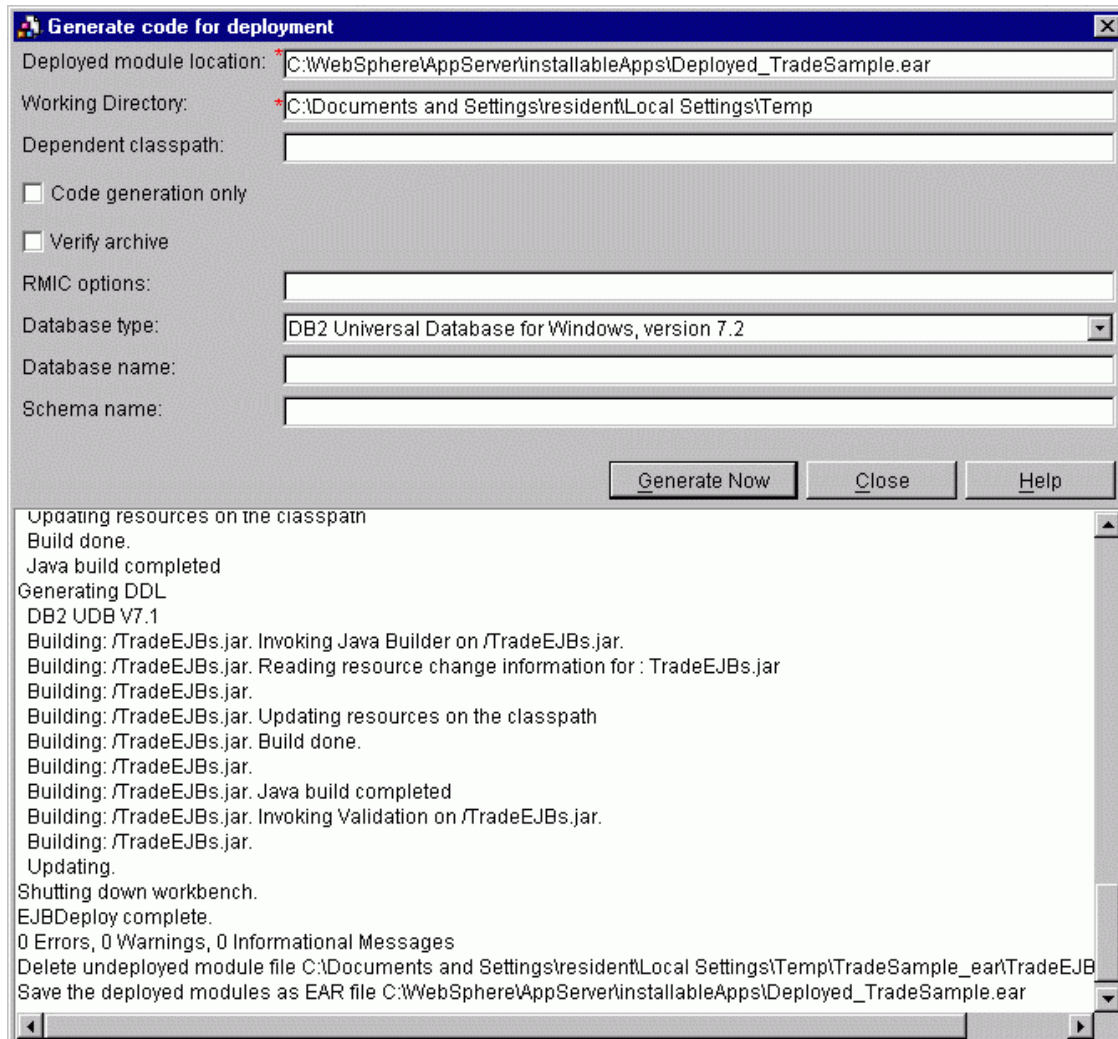 Generate code for deployment
Deployed module location: * C:\WebSphere\AppServer\installableApps\Deployed_TradeSample.ear
Working Directory: * C:\Documents and Settings\resident\Local Settings\Temp
Dependent classpath:
Code generation only
Verify archive
RMIC options:
Database type: DB2 Universal Database for Windows, version 7.2
Database name:
Schema name:
Generate Now Close Help
Updating resources on the classpath
Build done.
Java build completed
Generating DDL
DB2 UDB V7.1
Building: /TradeEJBs.jar. Invoking Java Builder on /TradeEJBs.jar.
Building: /TradeEJBs.jar. Reading resource change information for : TradeEJBs.jar
Building: /TradeEJBs.jar.
Building: /TradeEJBs.jar. Updating resources on the classpath
Building: /TradeEJBs.jar. Build done.
Building: /TradeEJBs.jar.
Building: /TradeEJBs.jar. Java build completed
Building: /TradeEJBs.jar. Invoking Validation on /TradeEJBs.jar.
Building: /TradeEJBs.jar.
Updating.
Shutting down workbench.
EJBDeploy complete.
0 Errors, 0 Warnings, 0 Informational Messages
Delete undeployed module file C:\Documents and Settings\resident\Local Settings\Temp\TradeSample_ear\TradeEJB
Save the deployed modules as EAR file C:\WebSphere\AppServer\installableApps\Deployed_TradeSample.ear